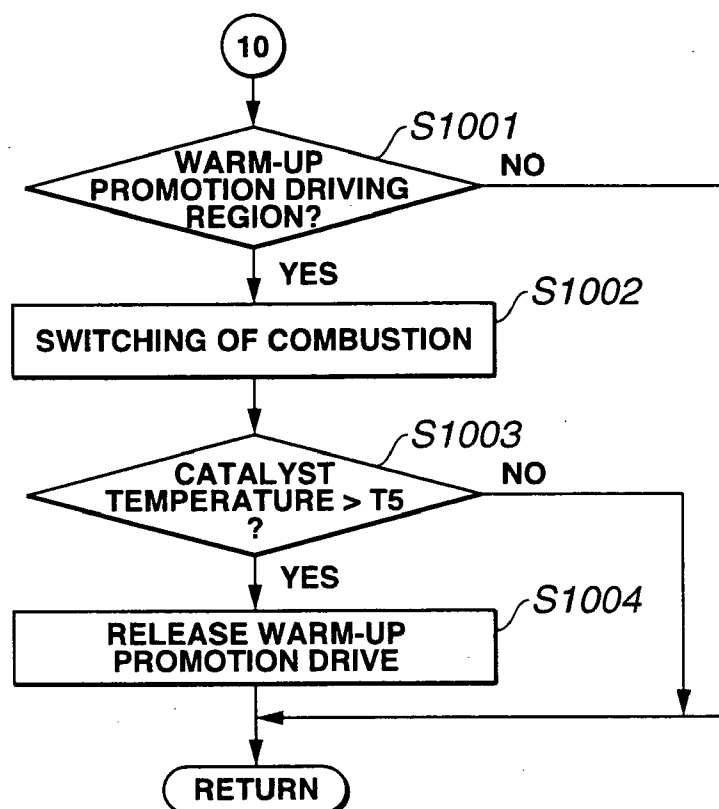 10
S1001
WARM-UP
PROMOTION DRIVING
REGION?
NO
YES
S1002
SWITCHING OF COMBUSTION
S1003
CATALYST
TEMPERATURE > T5
?
NO
YES
S1004
RELEASE WARM-UP
PROMOTION DRIVE
RETURN